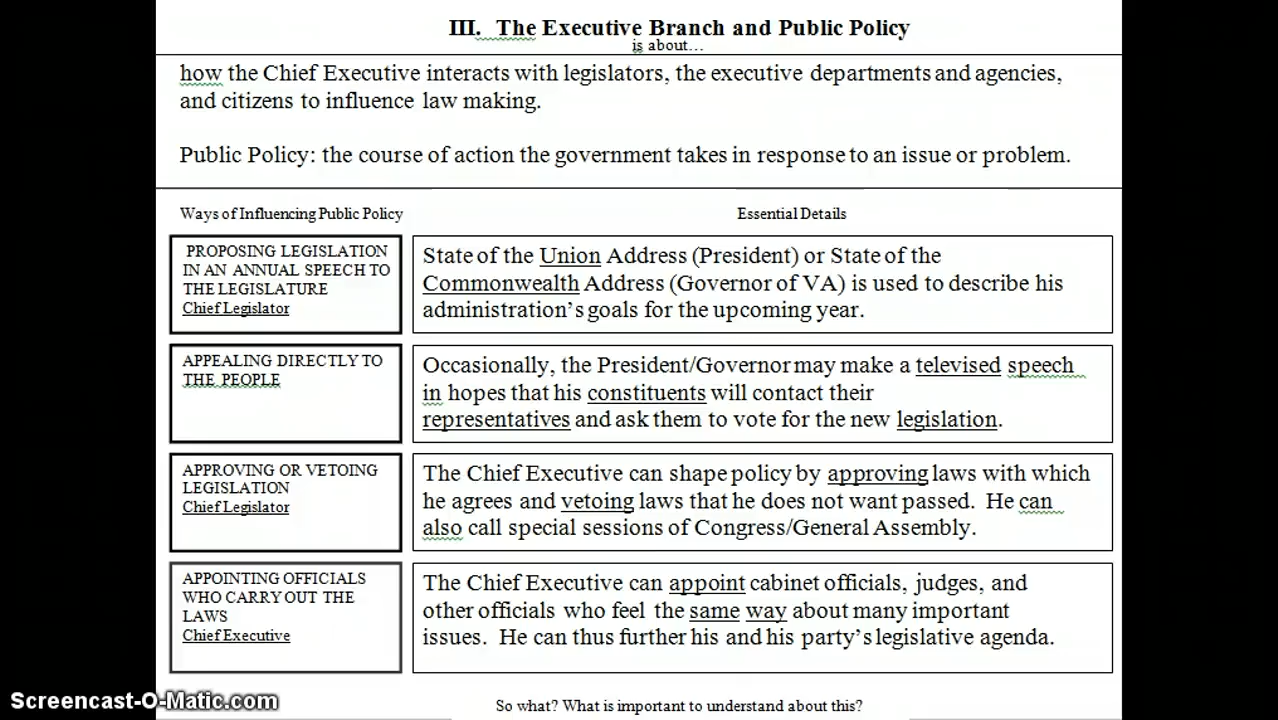 III. The Executive Branch and Public Policy
is about…
how the Chief Executive interacts with legislators, the executive departments and agencies,
and citizens to influence law making.
Public Policy: the course of action the government takes in response to an issue or problem.
Ways of Influencing Public Policy
Essential Details
PROPOSING LEGISLATION
IN AN ANNUAL SPEECH TO
THE LEGISLATURE
Chief Legislator
State of the Union Address (President) or State of the
Commonwealth Address (Governor of VA) is used to describe his
administration's goals for the upcoming year.
APPEALING DIRECTLY TO
THE PEOPLE
Occasionally, the President/Governor may make a televised speech
in hopes that his constituents will contact their
representatives and ask them to vote for the new legislation.
APPROVING OR VETOING
LEGISLATION
Chief Legislator
The Chief Executive can shape policy by approving laws with which
he agrees and vetoing laws that he does not want passed. He can
also call special sessions of Congress/General Assembly.
APPOINTING OFFICIALS
WHO CARRY OUT THE
LAWS
Chief Executive
The Chief Executive can appoint cabinet officials, judges, and
other officials who feel the same way about many important
issues. He can thus further his and his party's legislative agenda.
So what? What is important to understand about this?
Screencast-O-Matic.com